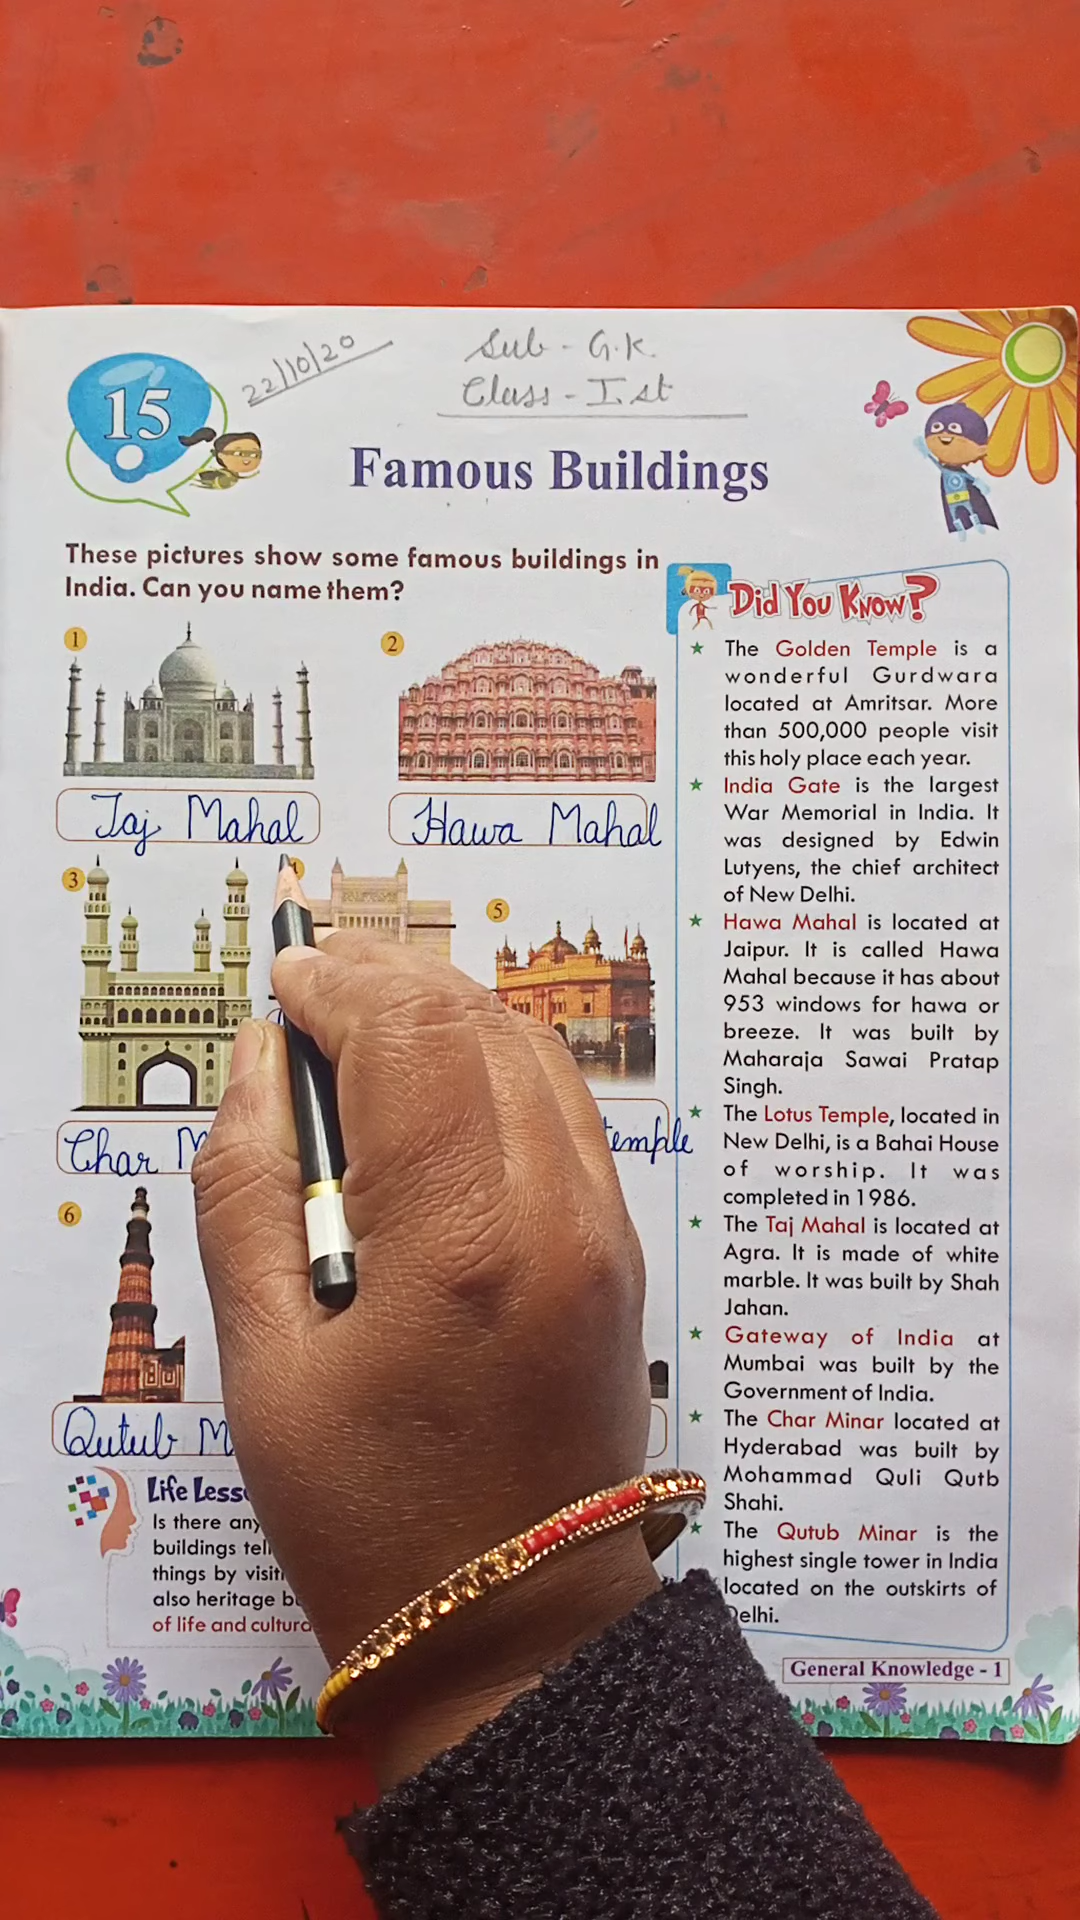 22/10/20
Sub - G.K.
Class - I st
15
Famous Buildings
These pictures show some famous buildings in
India. Can you name them?
1
2
Taj Mahal
Hawa Mahal
3
5
Char M
temple
6
Qutub M
Life Less
Is there any
buildings tell
things by visit
also heritage b
of life and cultura
Did You Know?
★ The Golden Temple is a
wonderful Gurdwara
located at Amritsar. More
than 500,000 people visit
this holy place each year.
★ India Gate is the largest
War Memorial in India. It
was designed by Edwin
Lutyens, the chief architect
of New Delhi.
★ Hawa Mahal is located at
Jaipur. It is called Hawa
Mahal because it has about
953 windows for hawa or
breeze. It was built by
Maharaja Sawai Pratap
Singh.
★ The Lotus Temple, located in
New Delhi, is a Bahai House
of worship. It was
completed in 1986.
★ The Taj Mahal is located at
Agra. It is made of white
marble. It was built by Shah
Jahan.
★ Gateway of India at
Mumbai was built by the
Government of India.
★ The Char Minar located at
Hyderabad was built by
Mohammad Quli Qutb
Shahi.
★ The Qutub Minar is the
highest single tower in India
located on the outskirts of
Delhi.
General Knowledge - 1